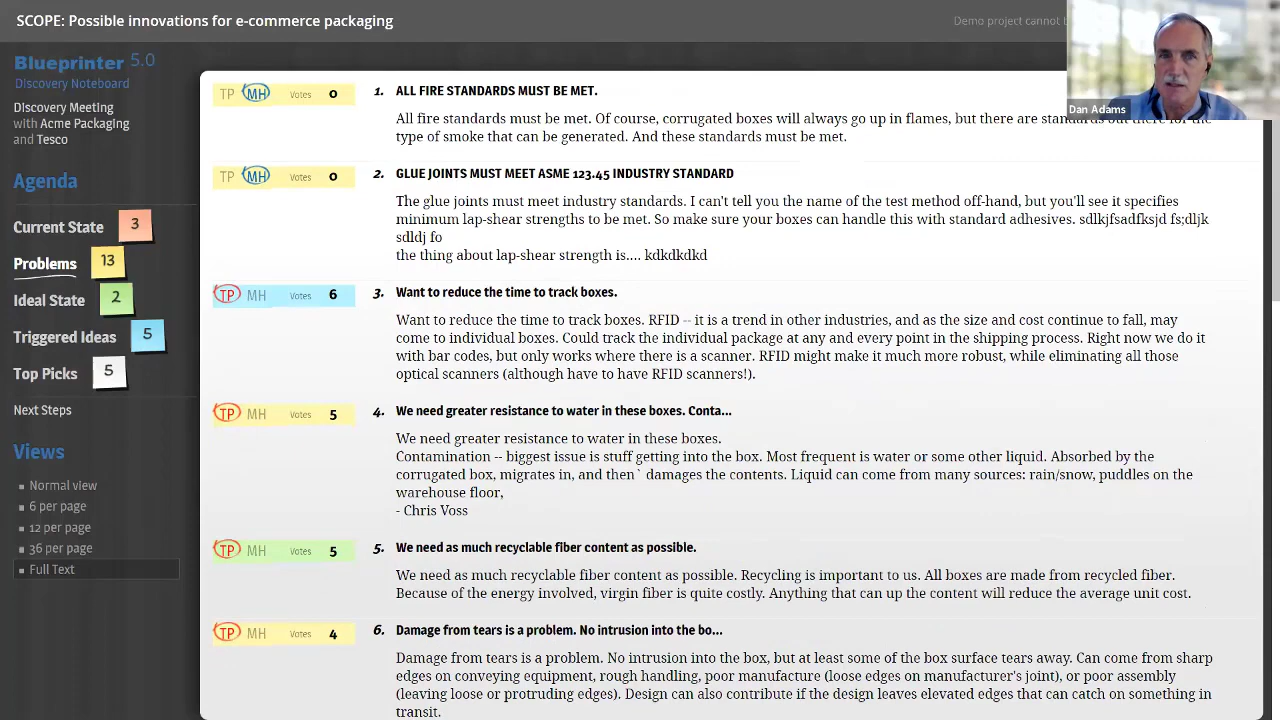 SCOPE: Possible innovations for e-commerce packaging
Demo project cannot
Blueprinter 5.0
Discovery Noteboard
Discovery Meeting
with Acme Packaging
and Tesco
Agenda
Current State 3
Problems 13
Ideal State 2
Triggered Ideas 5
Top Picks 5
Next Steps
Views
Normal view
6 per page
12 per page
36 per page
Full Text
Dan Adams
TP MH Votes 0
1. ALL FIRE STANDARDS MUST BE MET.
All fire standards must be met. Of course, corrugated boxes will always go up in flames, but there are standards out there for the
type of smoke that can be generated. And these standards must be met.
TP MH Votes 0
2. GLUE JOINTS MUST MEET ASME 123.45 INDUSTRY STANDARD
The glue joints must meet industry standards. I can't tell you the name of the test method off-hand, but you'll see it specifies
minimum lap-shear strengths to be met. So make sure your boxes can handle this with standard adhesives. sdlkjfsadfksjd fs;dljk
sdldj fo
the thing about lap-shear strength is.... kdkdkdkd
TP MH Votes 6
3. Want to reduce the time to track boxes.
Want to reduce the time to track boxes. RFID -- it is a trend in other industries, and as the size and cost continue to fall, may
come to individual boxes. Could track the individual package at any and every point in the shipping process. Right now we do it
with bar codes, but only works where there is a scanner. RFID might make it much more robust, while eliminating all those
optical scanners (although have to have RFID scanners!).
TP MH Votes 5
4. We need greater resistance to water in these boxes. Conta...
We need greater resistance to water in these boxes.
Contamination -- biggest issue is stuff getting into the box. Most frequent is water or some other liquid. Absorbed by the
corrugated box, migrates in, and then` damages the contents. Liquid can come from many sources: rain/snow, puddles on the
warehouse floor,
- Chris Voss
TP MH Votes 5
5. We need as much recyclable fiber content as possible.
We need as much recyclable fiber content as possible. Recycling is important to us. All boxes are made from recycled fiber.
Because of the energy involved, virgin fiber is quite costly. Anything that can up the content will reduce the average unit cost.
TP MH Votes 4
6. Damage from tears is a problem. No intrusion into the bo...
Damage from tears is a problem. No intrusion into the box, but at least some of the box surface tears away. Can come from sharp
edges on conveying equipment, rough handling, poor manufacture (loose edges on manufacturer's joint), or poor assembly
(leaving loose or protruding edges). Design can also contribute if the design leaves elevated edges that can catch on something in
transit.